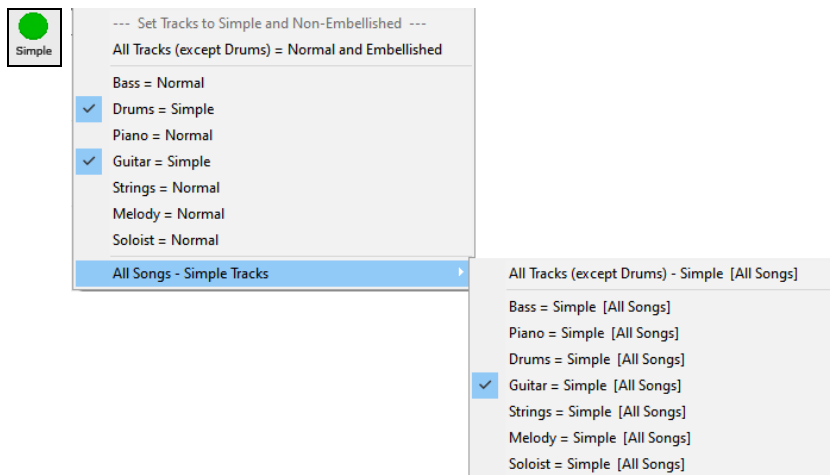 Simple
--- Set Tracks to Simple and Non-Embellished ---
All Tracks (except Drums) = Normal and Embellished
Bass = Normal
Drums = Simple
Piano = Normal
Guitar = Simple
Strings = Normal
Melody = Normal
Soloist = Normal
All Songs - Simple Tracks
All Tracks (except Drums) - Simple [All Songs]
Bass = Simple [All Songs]
Piano = Simple [All Songs]
Drums = Simple [All Songs]
Guitar = Simple [All Songs]
Strings = Simple [All Songs]
Melody = Simple [All Songs]
Soloist = Simple [All Songs]